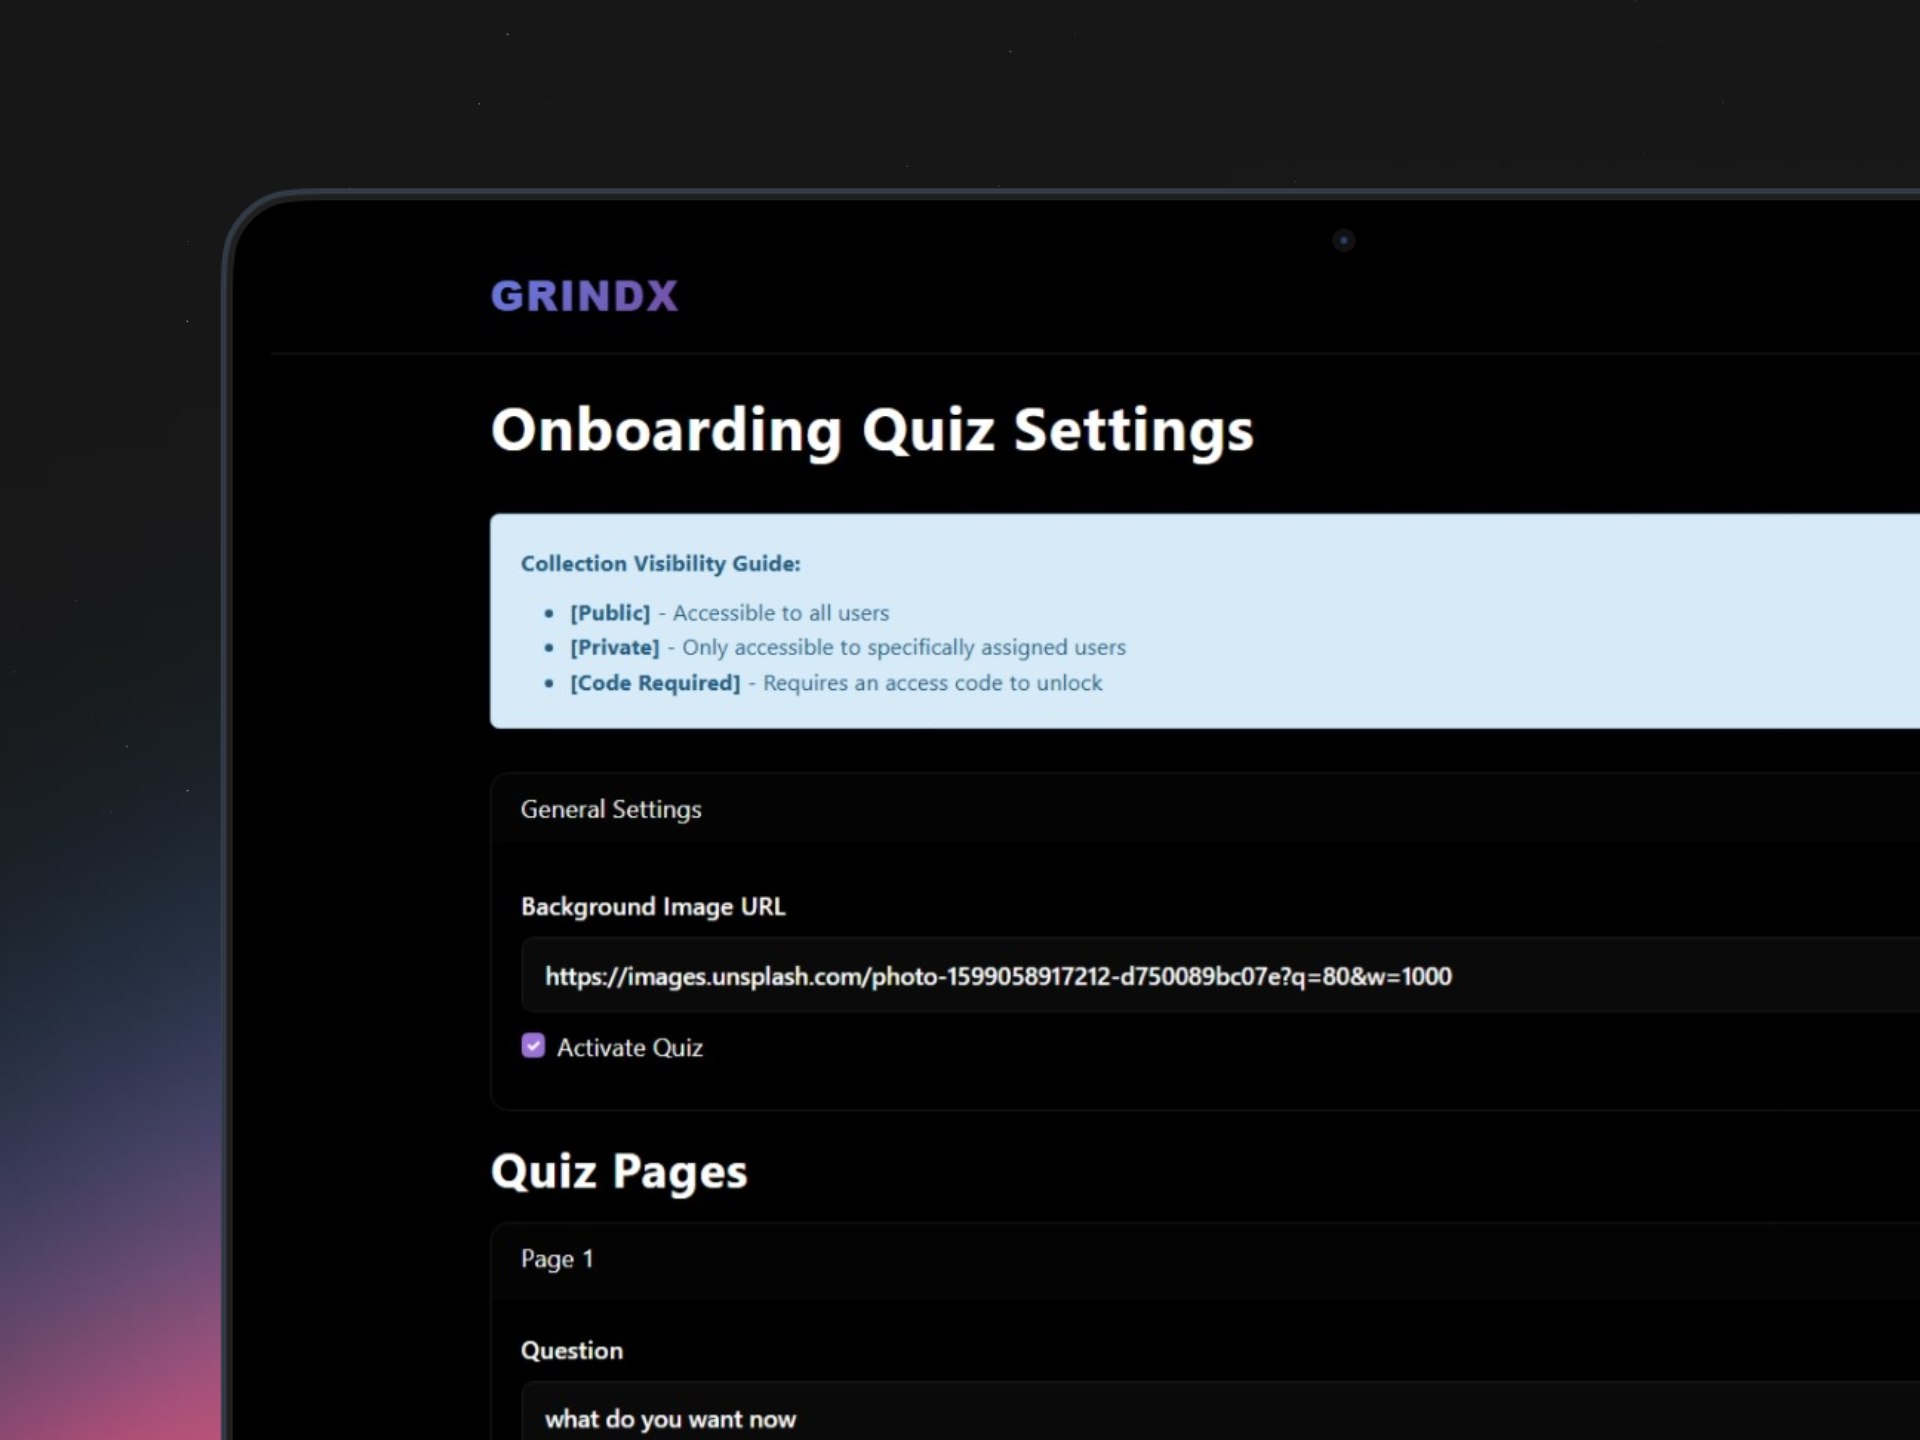 GRINDX
Onboarding Quiz Settings
Collection Visibility Guide:
[Public] - Accessible to all users
[Private] - Only accessible to specifically assigned users
[Code Required] - Requires an access code to unlock
General Settings
Background Image URL
https://images.unsplash.com/photo-1599058917212-d750089bc07e?q=80&w=1000
Activate Quiz
Quiz Pages
Page 1
Question
what do you want now